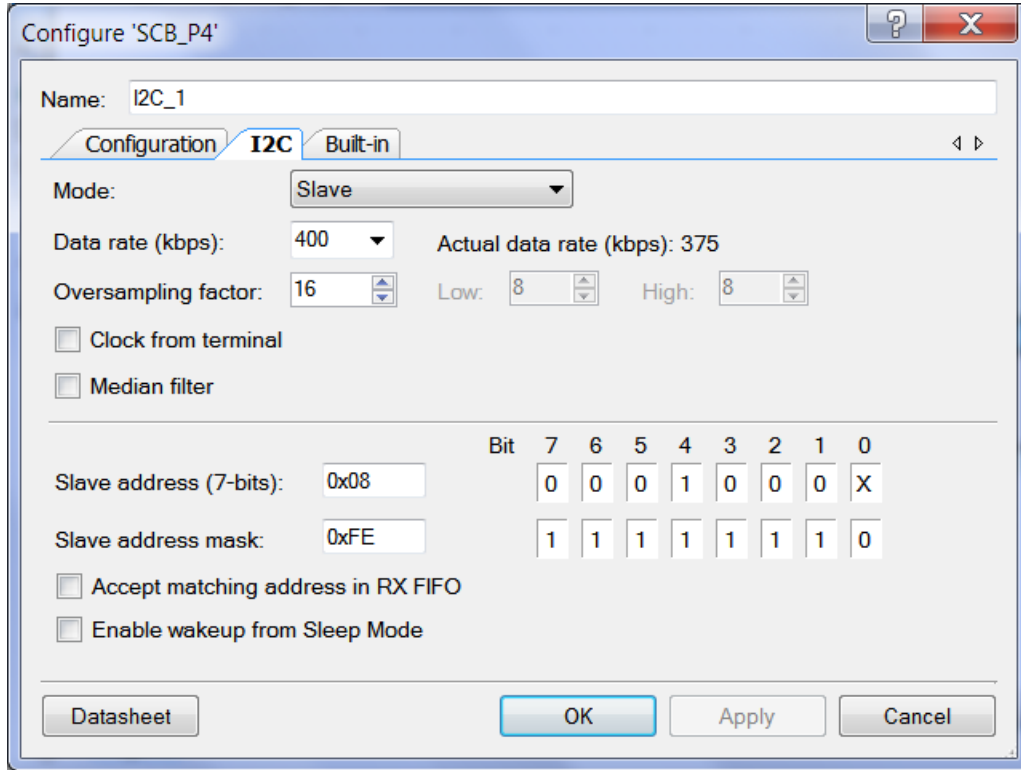 Configure 'SCB_P4'
Name: I2C_1
Configuration I2C Built-in
Mode: Slave
Data rate (kbps): 400 Actual data rate (kbps): 375
Oversampling factor: 16 Low: 8 High: 8
Clock from terminal
Median filter
Bit 7 6 5 4 3 2 1 0
Slave address (7-bits): 0x08 0 0 0 1 0 0 0 X
Slave address mask: 0xFE 1 1 1 1 1 1 1 0
Accept matching address in RX FIFO
Enable wakeup from Sleep Mode
Datasheet OK Apply Cancel